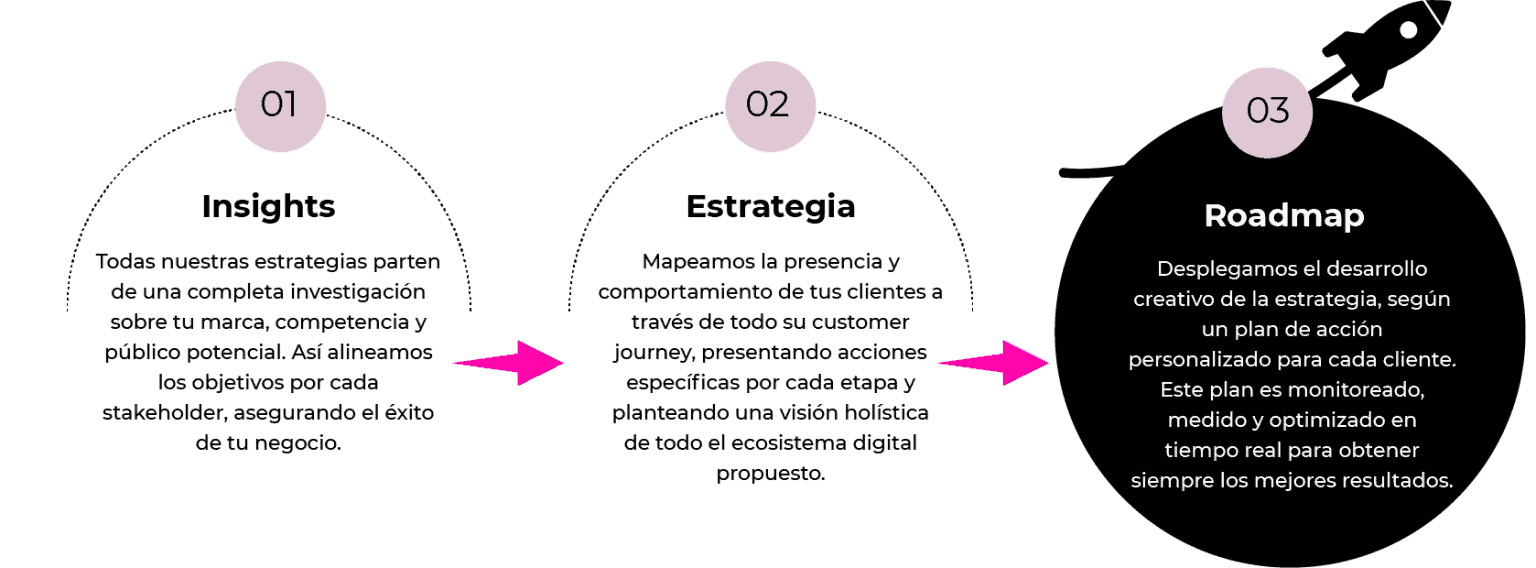 01
Insights
Todas nuestras estrategias parten
de una completa investigación
sobre tu marca, competencia y
público potencial. Así alineamos
los objetivos por cada
stakeholder, asegurando el éxito
de tu negocio.
02
Estrategia
Mapeamos la presencia y
comportamiento de tus clientes a
través de todo su customer
journey, presentando acciones
específicas por cada etapa y
planteando una visión holística
de todo el ecosistema digital
propuesto.
03
Roadmap
Desplegamos el desarrollo
creativo de la estrategia, según
un plan de acción
personalizado para cada cliente.
Este plan es monitoreado,
medido y optimizado en
tiempo real para obtener
siempre los mejores resultados.